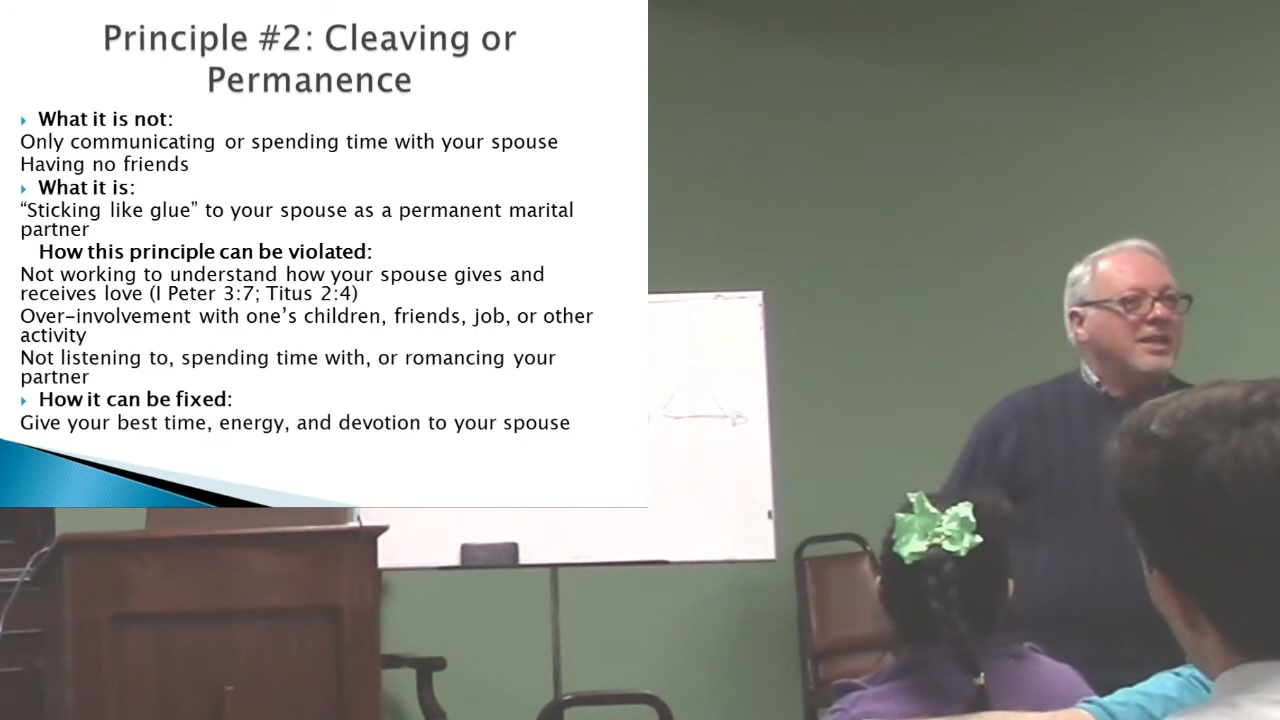 Principle #2: Cleaving or
Permanence
What it is not:
Only communicating or spending time with your spouse
Having no friends
What it is:
“Sticking like glue” to your spouse as a permanent marital
partner
How this principle can be violated:
Not working to understand how your spouse gives and
receives love (I Peter 3:7; Titus 2:4)
Over-involvement with one’s children, friends, job, or other
activity
Not listening to, spending time with, or romancing your
partner
How it can be fixed:
Give your best time, energy, and devotion to your spouse